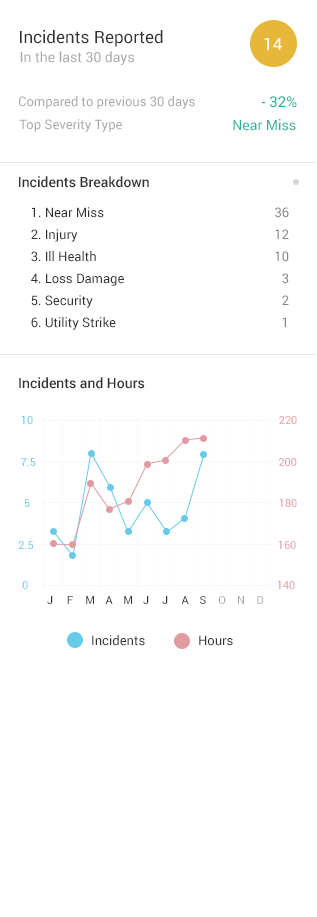 Incidents Reported
14
In the last 30 days
Compared to previous 30 days - 32%
Top Severity Type Near Miss
Incidents Breakdown
1. Near Miss 36
2. Injury 12
3. Ill Health 10
4. Loss Damage 3
5. Security 2
6. Utility Strike 1
Incidents and Hours
10 220
7.5 200
5 180
2.5 160
0 140
J F M A M J J A S O N D
Incidents Hours